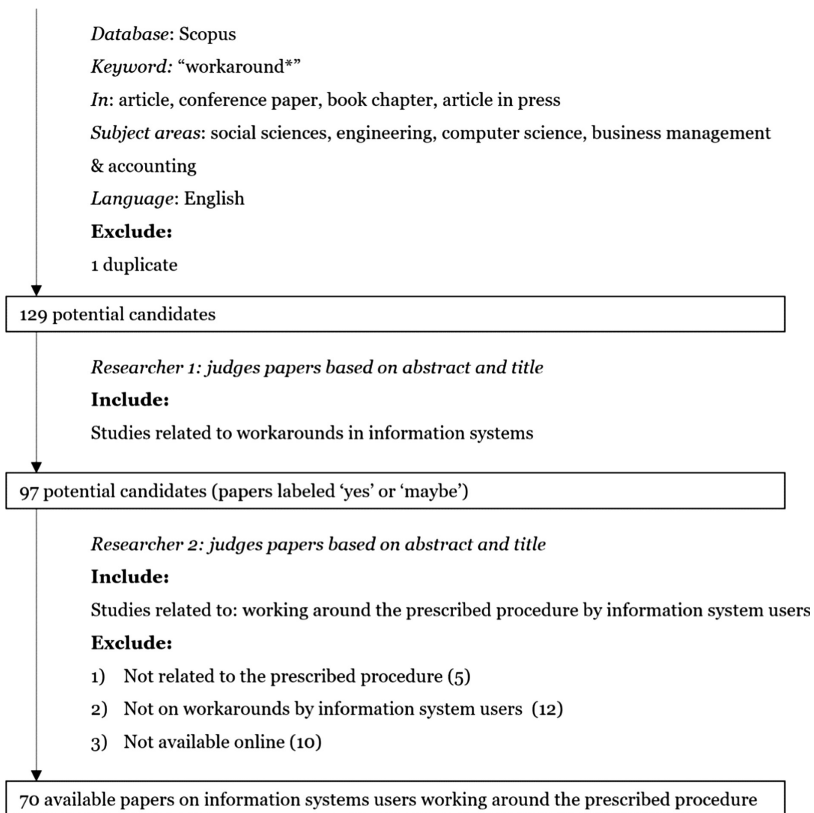 Database: Scopus
Keyword: “workaround*”
In: article, conference paper, book chapter, article in press
Subject areas: social sciences, engineering, computer science, business management
& accounting
Language: English
Exclude:
1 duplicate
129 potential candidates
Researcher 1: judges papers based on abstract and title
Include:
Studies related to workarounds in information systems
97 potential candidates (papers labeled ‘yes’ or ‘maybe’)
Researcher 2: judges papers based on abstract and title
Include:
Studies related to: working around the prescribed procedure by information system users
Exclude:
1) Not related to the prescribed procedure (5)
2) Not on workarounds by information system users (12)
3) Not available online (10)
70 available papers on information systems users working around the prescribed procedure